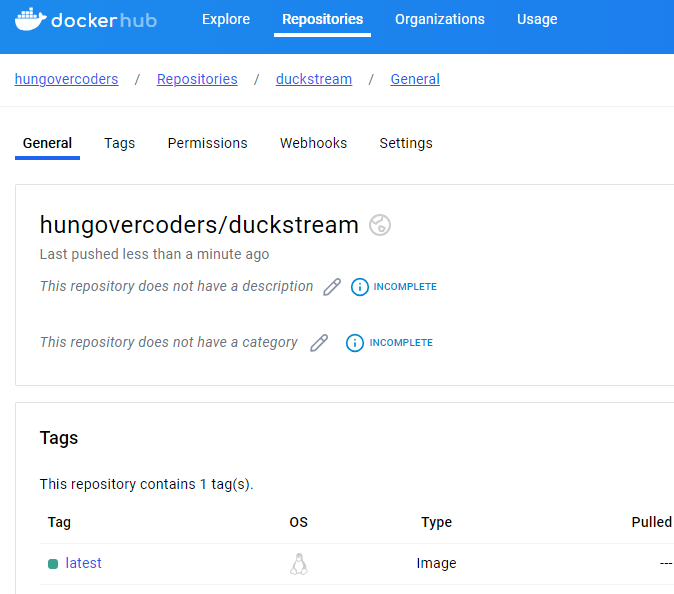 dockerhub Explore Repositories Organizations Usage
hungovercoders / Repositories / duckstream / General
General Tags Permissions Webhooks Settings
hungovercoders/duckstream
Last pushed less than a minute ago
This repository does not have a description INCOMPLETE
This repository does not have a category INCOMPLETE
Tags
This repository contains 1 tag(s).
Tag OS Type Pulled
latest Image ---